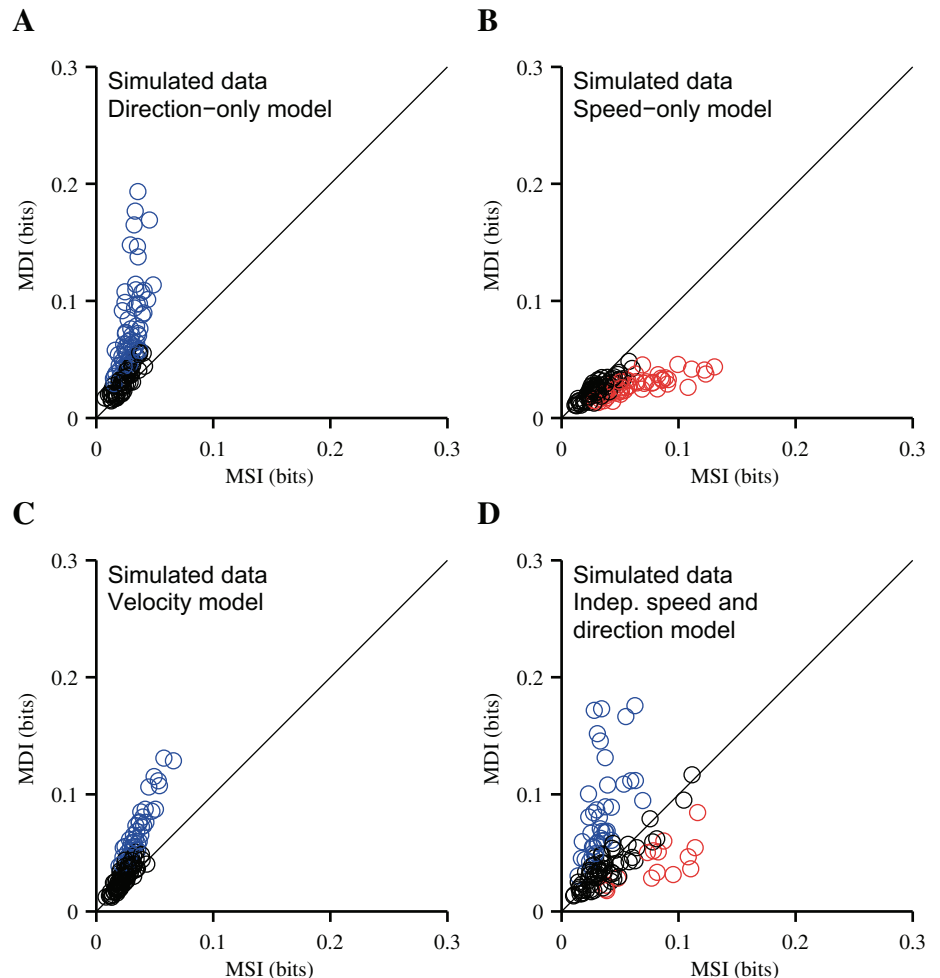 A
B
0.3
Simulated data
Direction−only model
0.2
MDI (bits)
0.1
0
0
0.1
0.2
0.3
MSI (bits)
0.3
Simulated data
Speed−only model
0.2
MDI (bits)
0.1
0
0
0.1
0.2
0.3
MSI (bits)
C
D
0.3
Simulated data
Velocity model
0.2
MDI (bits)
0.1
0
0
0.1
0.2
0.3
MSI (bits)
0.3
Simulated data
Indep. speed and
direction model
0.2
MDI (bits)
0.1
0
0
0.1
0.2
0.3
MSI (bits)